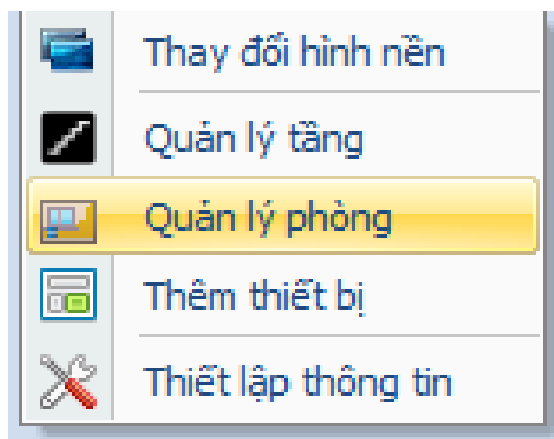 Thay đổi hình nền
Quản lý tầng
Quản lý phòng
Thêm thiết bị
Thiết lập thông tin